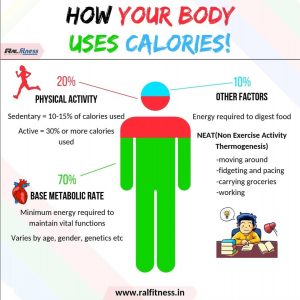 HOW YOUR BODY
USES CALORIES!
RALfitness
20%
PHYSICAL ACTIVITY
Sedentary = 10-15% of calories used
Active = 30% or more calories
used
70%
BASE METABOLIC RATE
Minimum energy required to
maintain vital functions
Varies by age, gender, genetics etc
10%
OTHER FACTORS
Energy required to digest food
NEAT(Non Exercise Activity
Thermogenesis)
-moving around
-fidgeting and pacing
-carrying groceries
-working
www.ralfitness.in